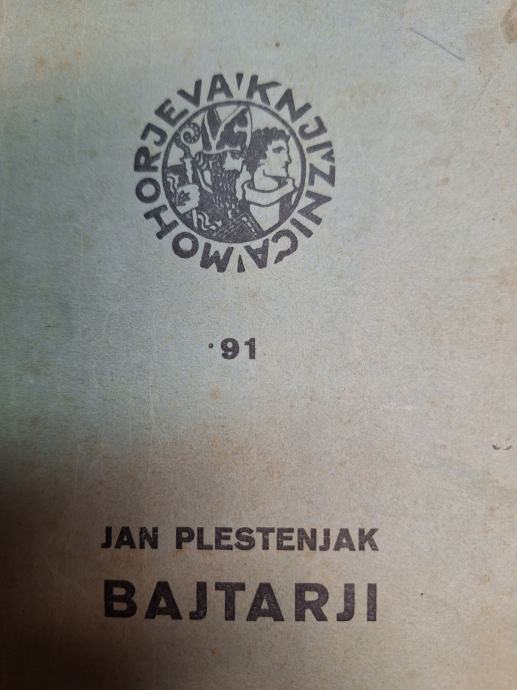 MOHORJEVA KNJIŽNICA
91
JAN PLESTENJAK
BAJTARJI